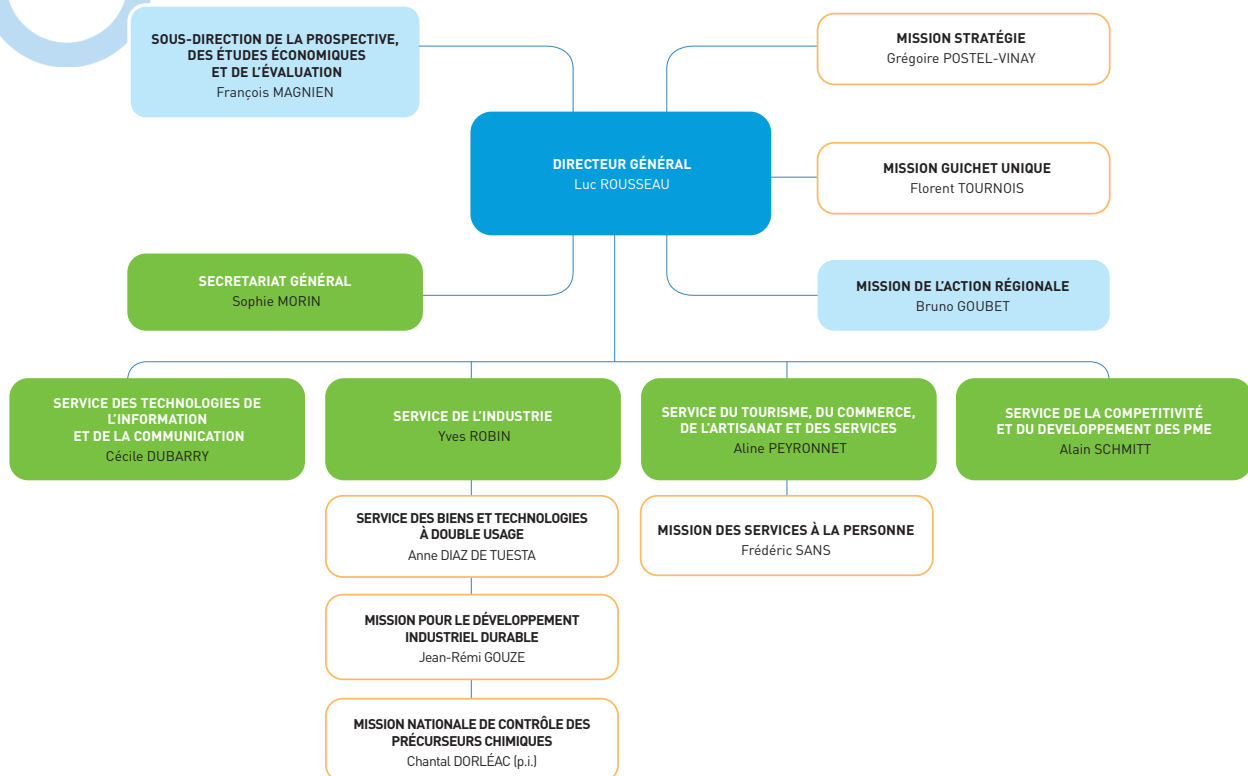 SOUS-DIRECTION DE LA PROSPECTIVE,
DES ÉTUDES ÉCONOMIQUES
ET DE L'ÉVALUATION
François MAGNIEN
MISSION STRATÉGIE
Grégoire POSTEL-VINAY
DIRECTEUR GÉNÉRAL
Luc ROUSSEAU
MISSION GUICHET UNIQUE
Florent TOURNOIS
SECRETARIAT GÉNÉRAL
Sophie MORIN
MISSION DE L'ACTION RÉGIONALE
Bruno GOUBET
SERVICE DES TECHNOLOGIES DE
L'INFORMATION
ET DE LA COMMUNICATION
Cécile DUBARRY
SERVICE DE L'INDUSTRIE
Yves ROBIN
SERVICE DU TOURISME, DU COMMERCE,
DE L'ARTISANAT ET DES SERVICES
Aline PEYRONNET
SERVICE DE LA COMPETITIVITÉ
ET DU DEVELOPPEMENT DES PME
Alain SCHMITT
SERVICE DES BIENS ET TECHNOLOGIES
À DOUBLE USAGE
Anne DIAZ DE TUESTA
MISSION DES SERVICES À LA PERSONNE
Frédéric SANS
MISSION POUR LE DÉVELOPPEMENT
INDUSTRIEL DURABLE
Jean-Rémi GOUZE
MISSION NATIONALE DE CONTRÔLE DES
PRÉCURSEURS CHIMIQUES
Chantal DORLÉAC (p.i.)